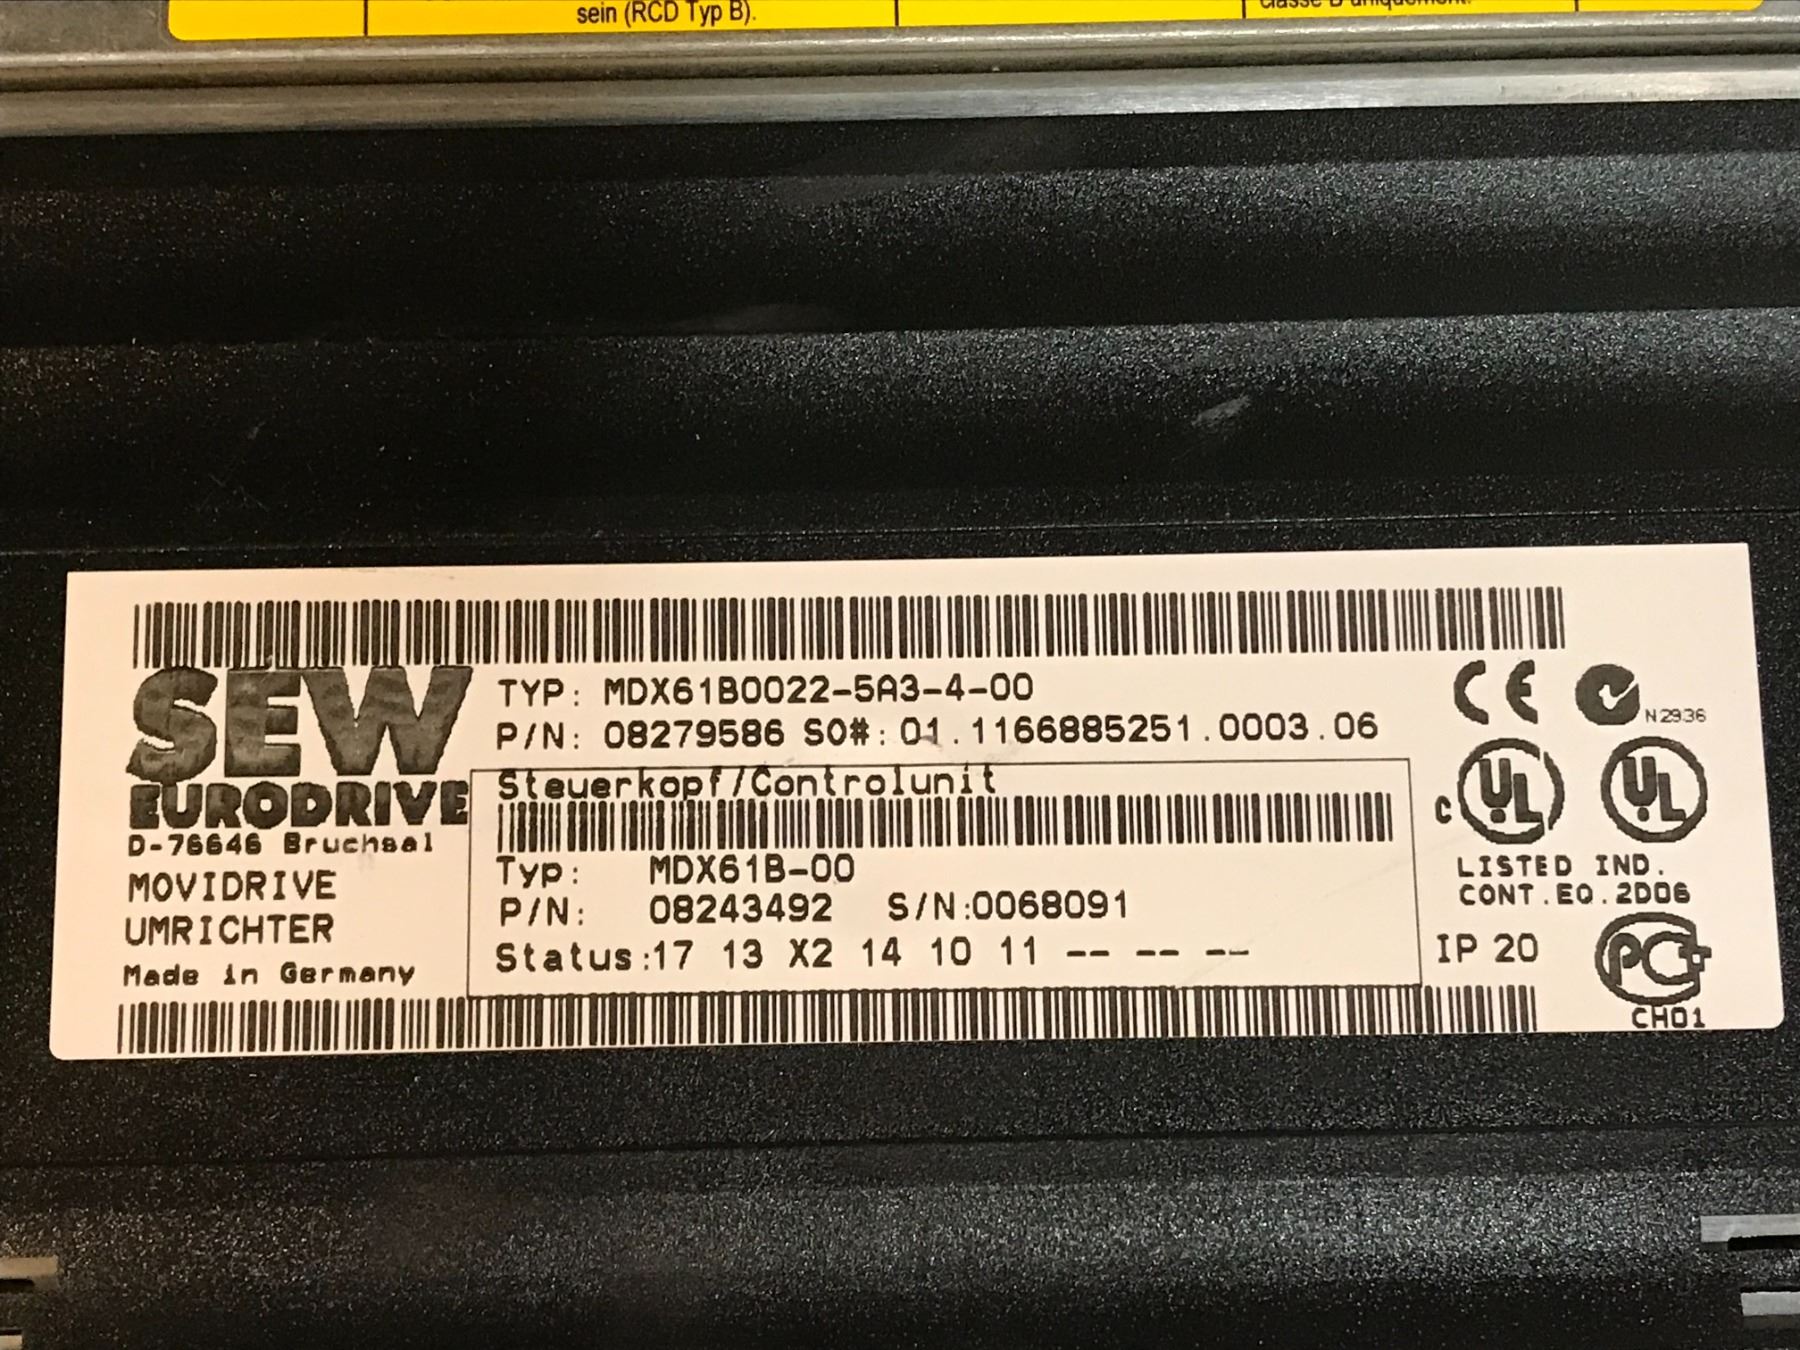 sein (RCD Typ B).
TYP: MDX61B0022-5A3-4-00
P/N: 08279586 SO#: 01.1166885251.0003.06
SEW
EURODRIVE
D-76646 Bruchsal
MOVIDRIVE
UMRICHTER
Made in Germany
Steuerkopf/Controlunit
Typ: MDX61B-00
P/N: 08243492 S/N:0068091
Status:17 13 X2 14 10 11 -- -- --
CE N2936
c UL UL
LISTED IND.
CONT.EQ.2D06
IP 20
CH01